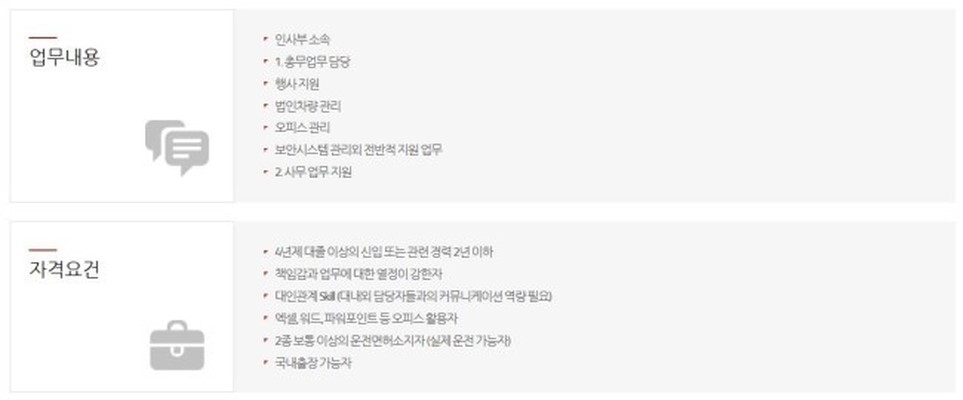 업무내용
인사부 소속
1. 총무업무 담당
행사 지원
법인차량 관리
오피스 관리
보안시스템 관리외 전반적 지원 업무
2. 사무 업무 지원
자격요건
4년제 대졸 이상의 신입 또는 관련 경력 2년 이하
책임감과 업무에 대한 열정이 강한자
대인관계 Skill (대내외 담당자들과의 커뮤니케이션 역량 필요)
엑셀, 워드, 파워포인트 등 오피스 활용자
2종 보통 이상의 운전면허소지자 (실제 운전 가능자)
국내출장 가능자